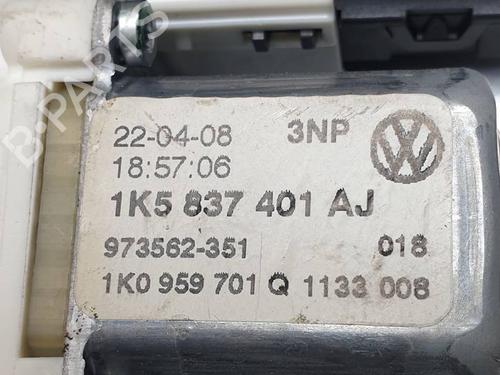 22-04-08 3NP
18:57:06
1K5 837 401 AJ
973562-351 018
1K0 959 701 Q 1133 008
B-PARTS